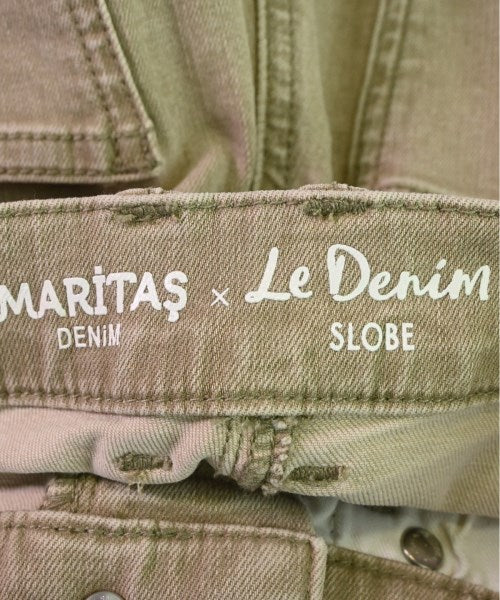 MARİTAŞ × Le Denim
DENİM SLOBE